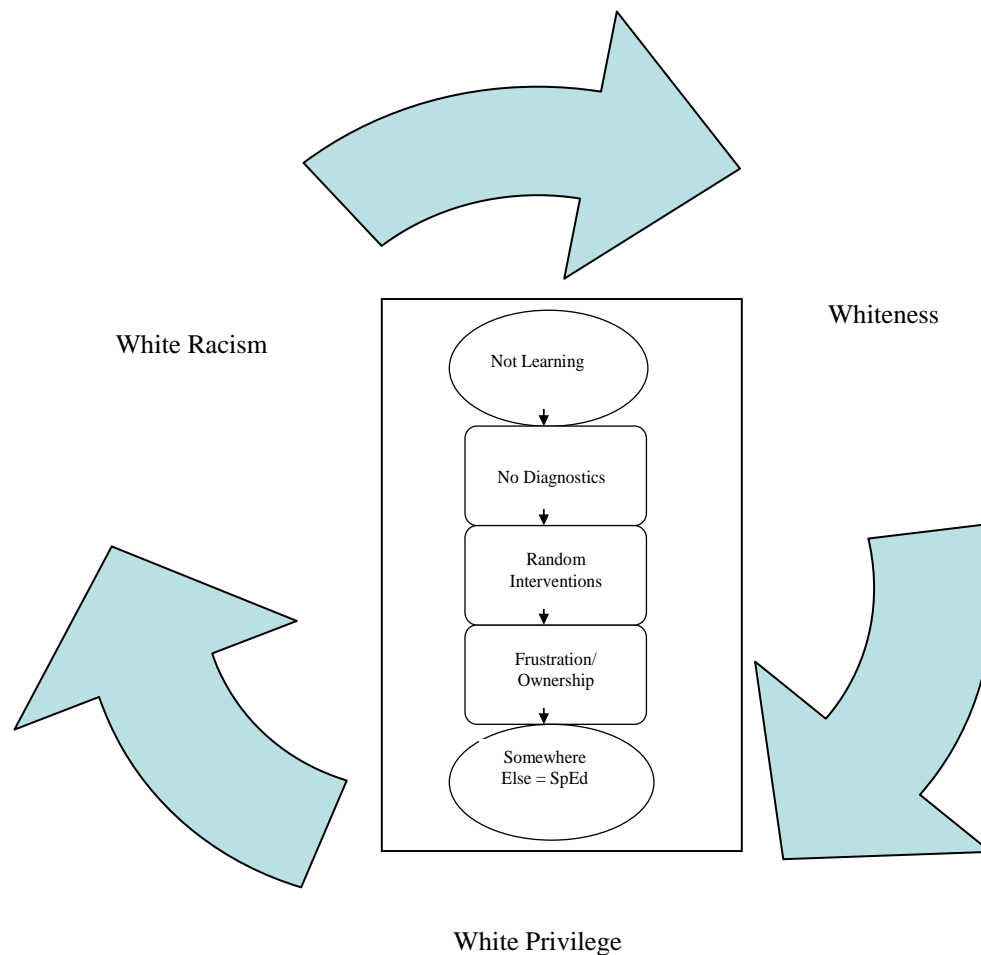 White Racism
Whiteness
Not Learning
No Diagnostics
Random
Interventions
Frustration/
Ownership
Somewhere
Else = SpEd
White Privilege